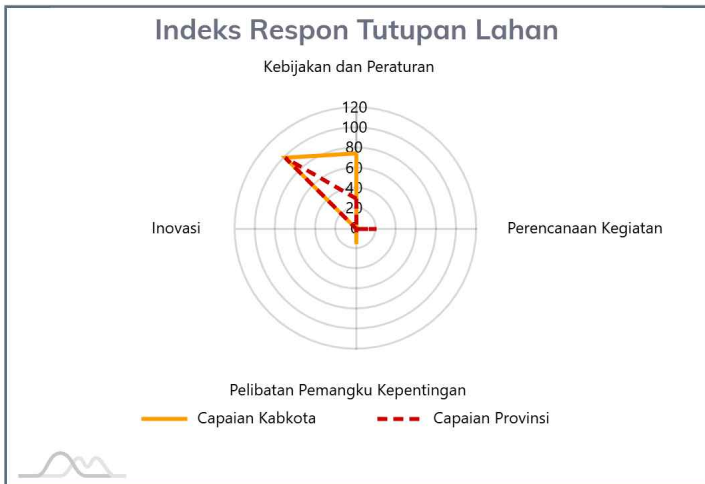 Indeks Respon Tutupan Lahan
Kebijakan dan Peraturan
120
100
80
60
40
20
0
Inovasi
Perencanaan Kegiatan
Pelibatan Pemangku Kepentingan
Capaian Kabkota
Capaian Provinsi